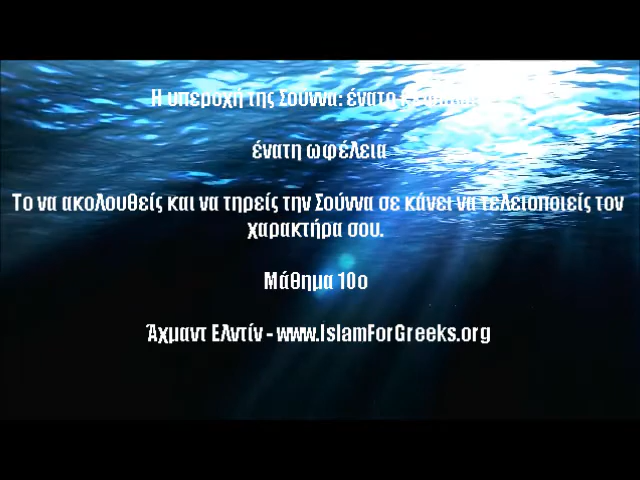 Η υπεροχή της Σούννα: ένατο
ένατη ωφέλεια
Το να ακολουθείς και να τηρείς την Σούννα σε κάνει να τελειοποιείς τον
χαρακτήρα σου.
Μάθημα 10ο
Άχμαντ Ελντίν - www.IslamForGreeks.org